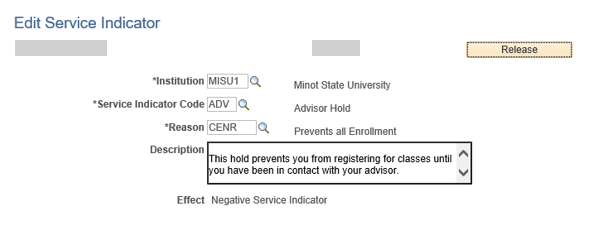 Edit Service Indicator
Release
*Institution MISU1 Minot State University
*Service Indicator Code ADV Advisor Hold
*Reason CENR Prevents all Enrollment
Description
This hold prevents you from registering for classes until
you have been in contact with your advisor.
Effect Negative Service Indicator